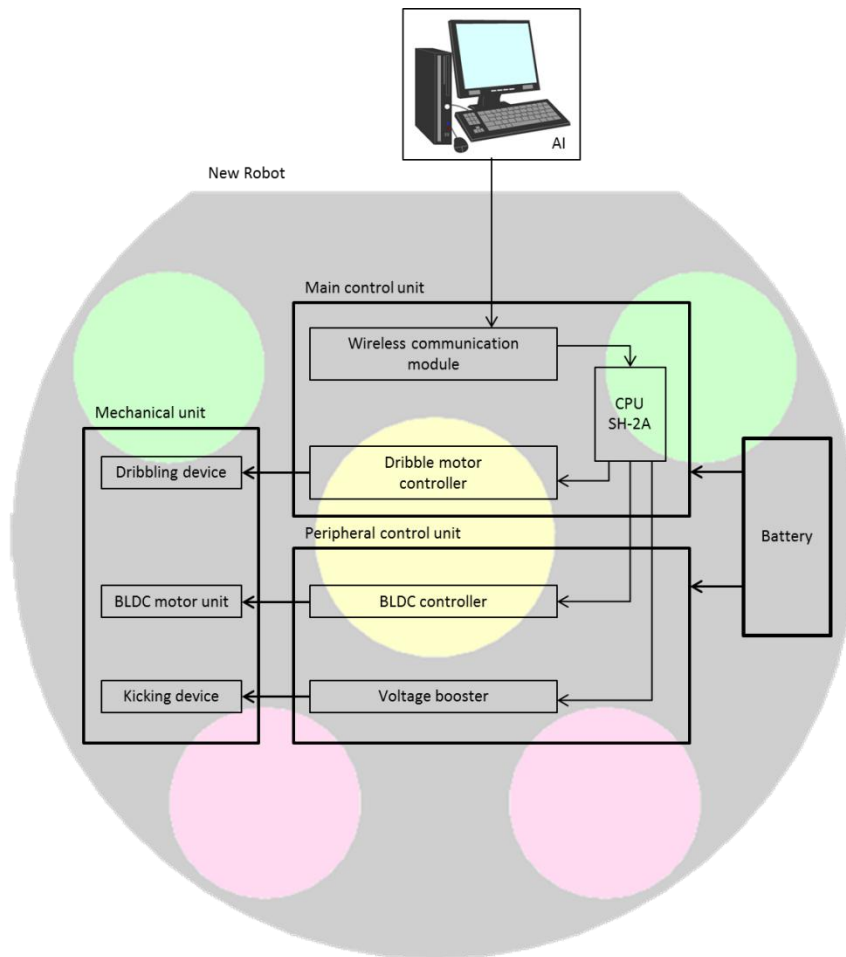 AI
New Robot
Main control unit
Wireless communication
module
CPU
SH-2A
Mechanical unit
Dribbling device
Dribble motor
controller
Battery
Peripheral control unit
BLDC motor unit
BLDC controller
Kicking device
Voltage booster